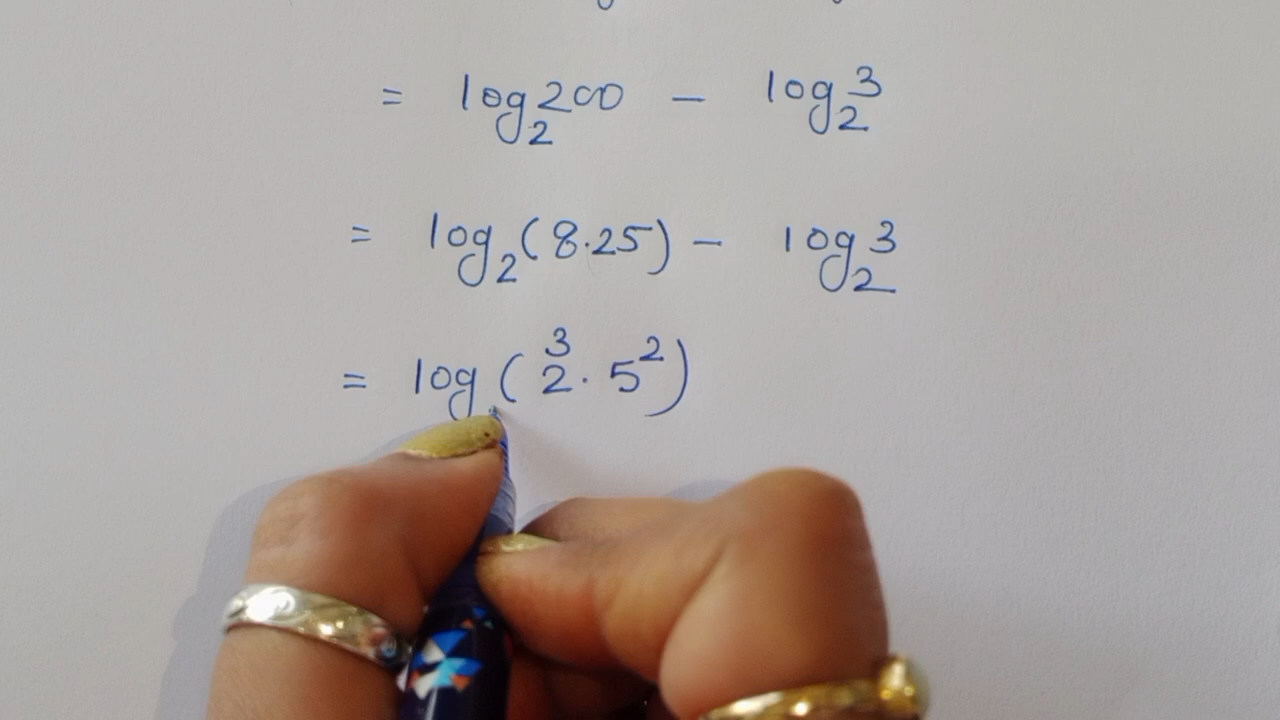 = log₂200 - log₂3
= log₂(8.25) - log₂3
= log(2³. 5²)